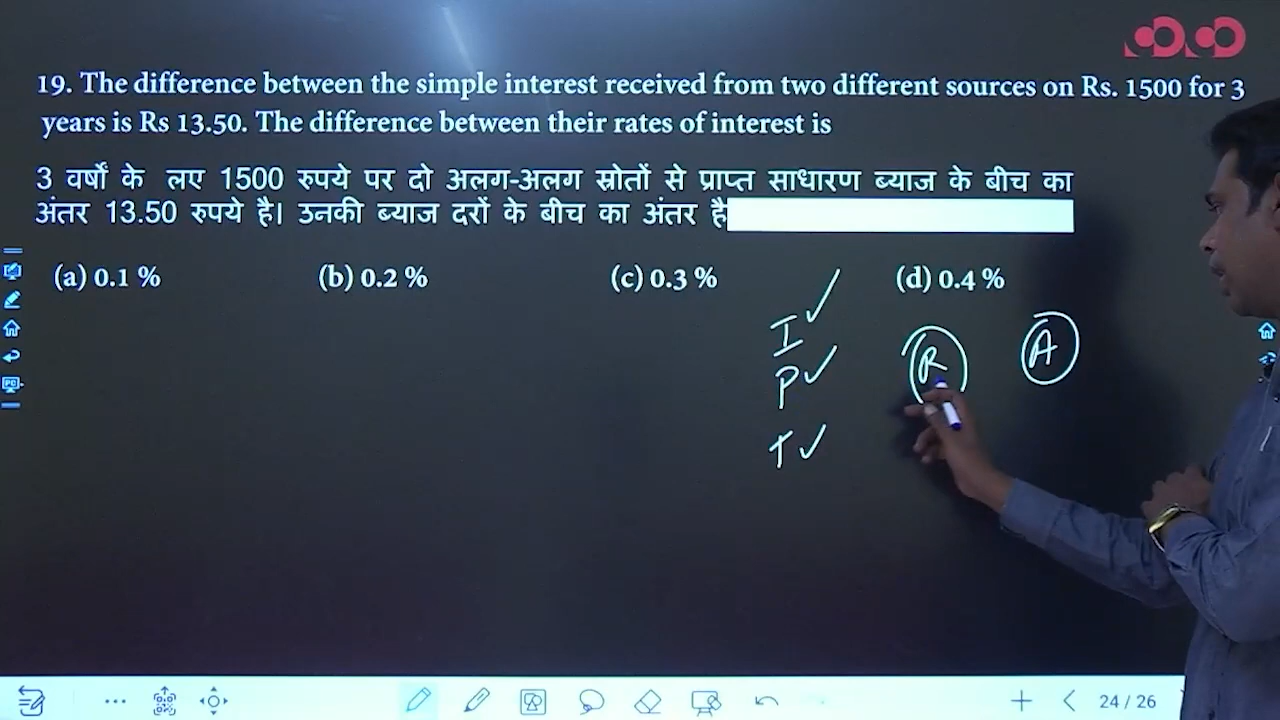 19. The difference between the simple interest received from two different sources on Rs. 1500 for 3
years is Rs 13.50. The difference between their rates of interest is
3 वर्षों के लए 1500 रुपये पर दो अलग-अलग स्रोतों से प्राप्त साधारण ब्याज के बीच का
अंतर 13.50 रुपये है। उनकी ब्याज दरों के बीच का अंतर है
(a) 0.1 % (b) 0.2 % (c) 0.3 % (d) 0.4 %
I ✓
P ✓ R A
T ✓
24 / 26